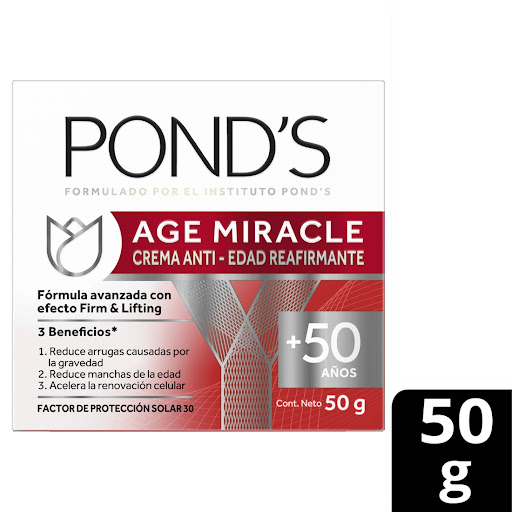 POND'S
FORMULADO POR EL INSTITUTO POND'S
AGE MIRACLE
CREMA ANTI - EDAD REAFIRMANTE
Fórmula avanzada con
efecto Firm & Lifting
3 Beneficios*
1. Reduce arrugas causadas por
la gravedad
2. Reduce manchas de la edad
3. Acelera la renovación celular
FACTOR DE PROTECCIÓN SOLAR 30
+50
AÑOS
Cont. Neto 50 g
50
g